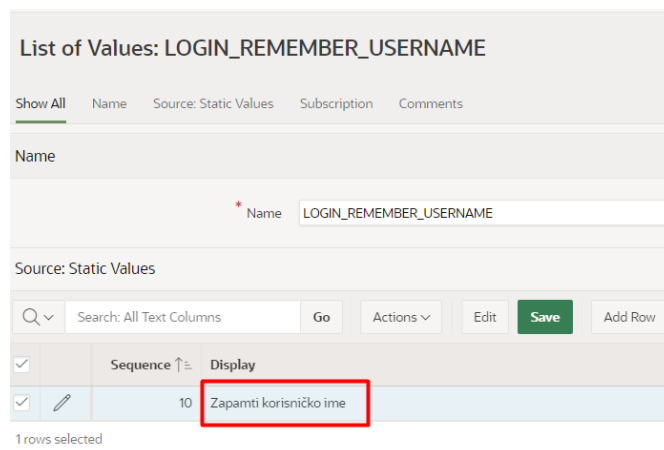 List of Values: LOGIN_REMEMBER_USERNAME
Show All Name Source: Static Values Subscription Comments
Name
* Name LOGIN_REMEMBER_USERNAME
Source: Static Values
Search: All Text Columns Go Actions Edit Save Add Row
Sequence Display
10 Zapamti korisničko ime
1 rows selected